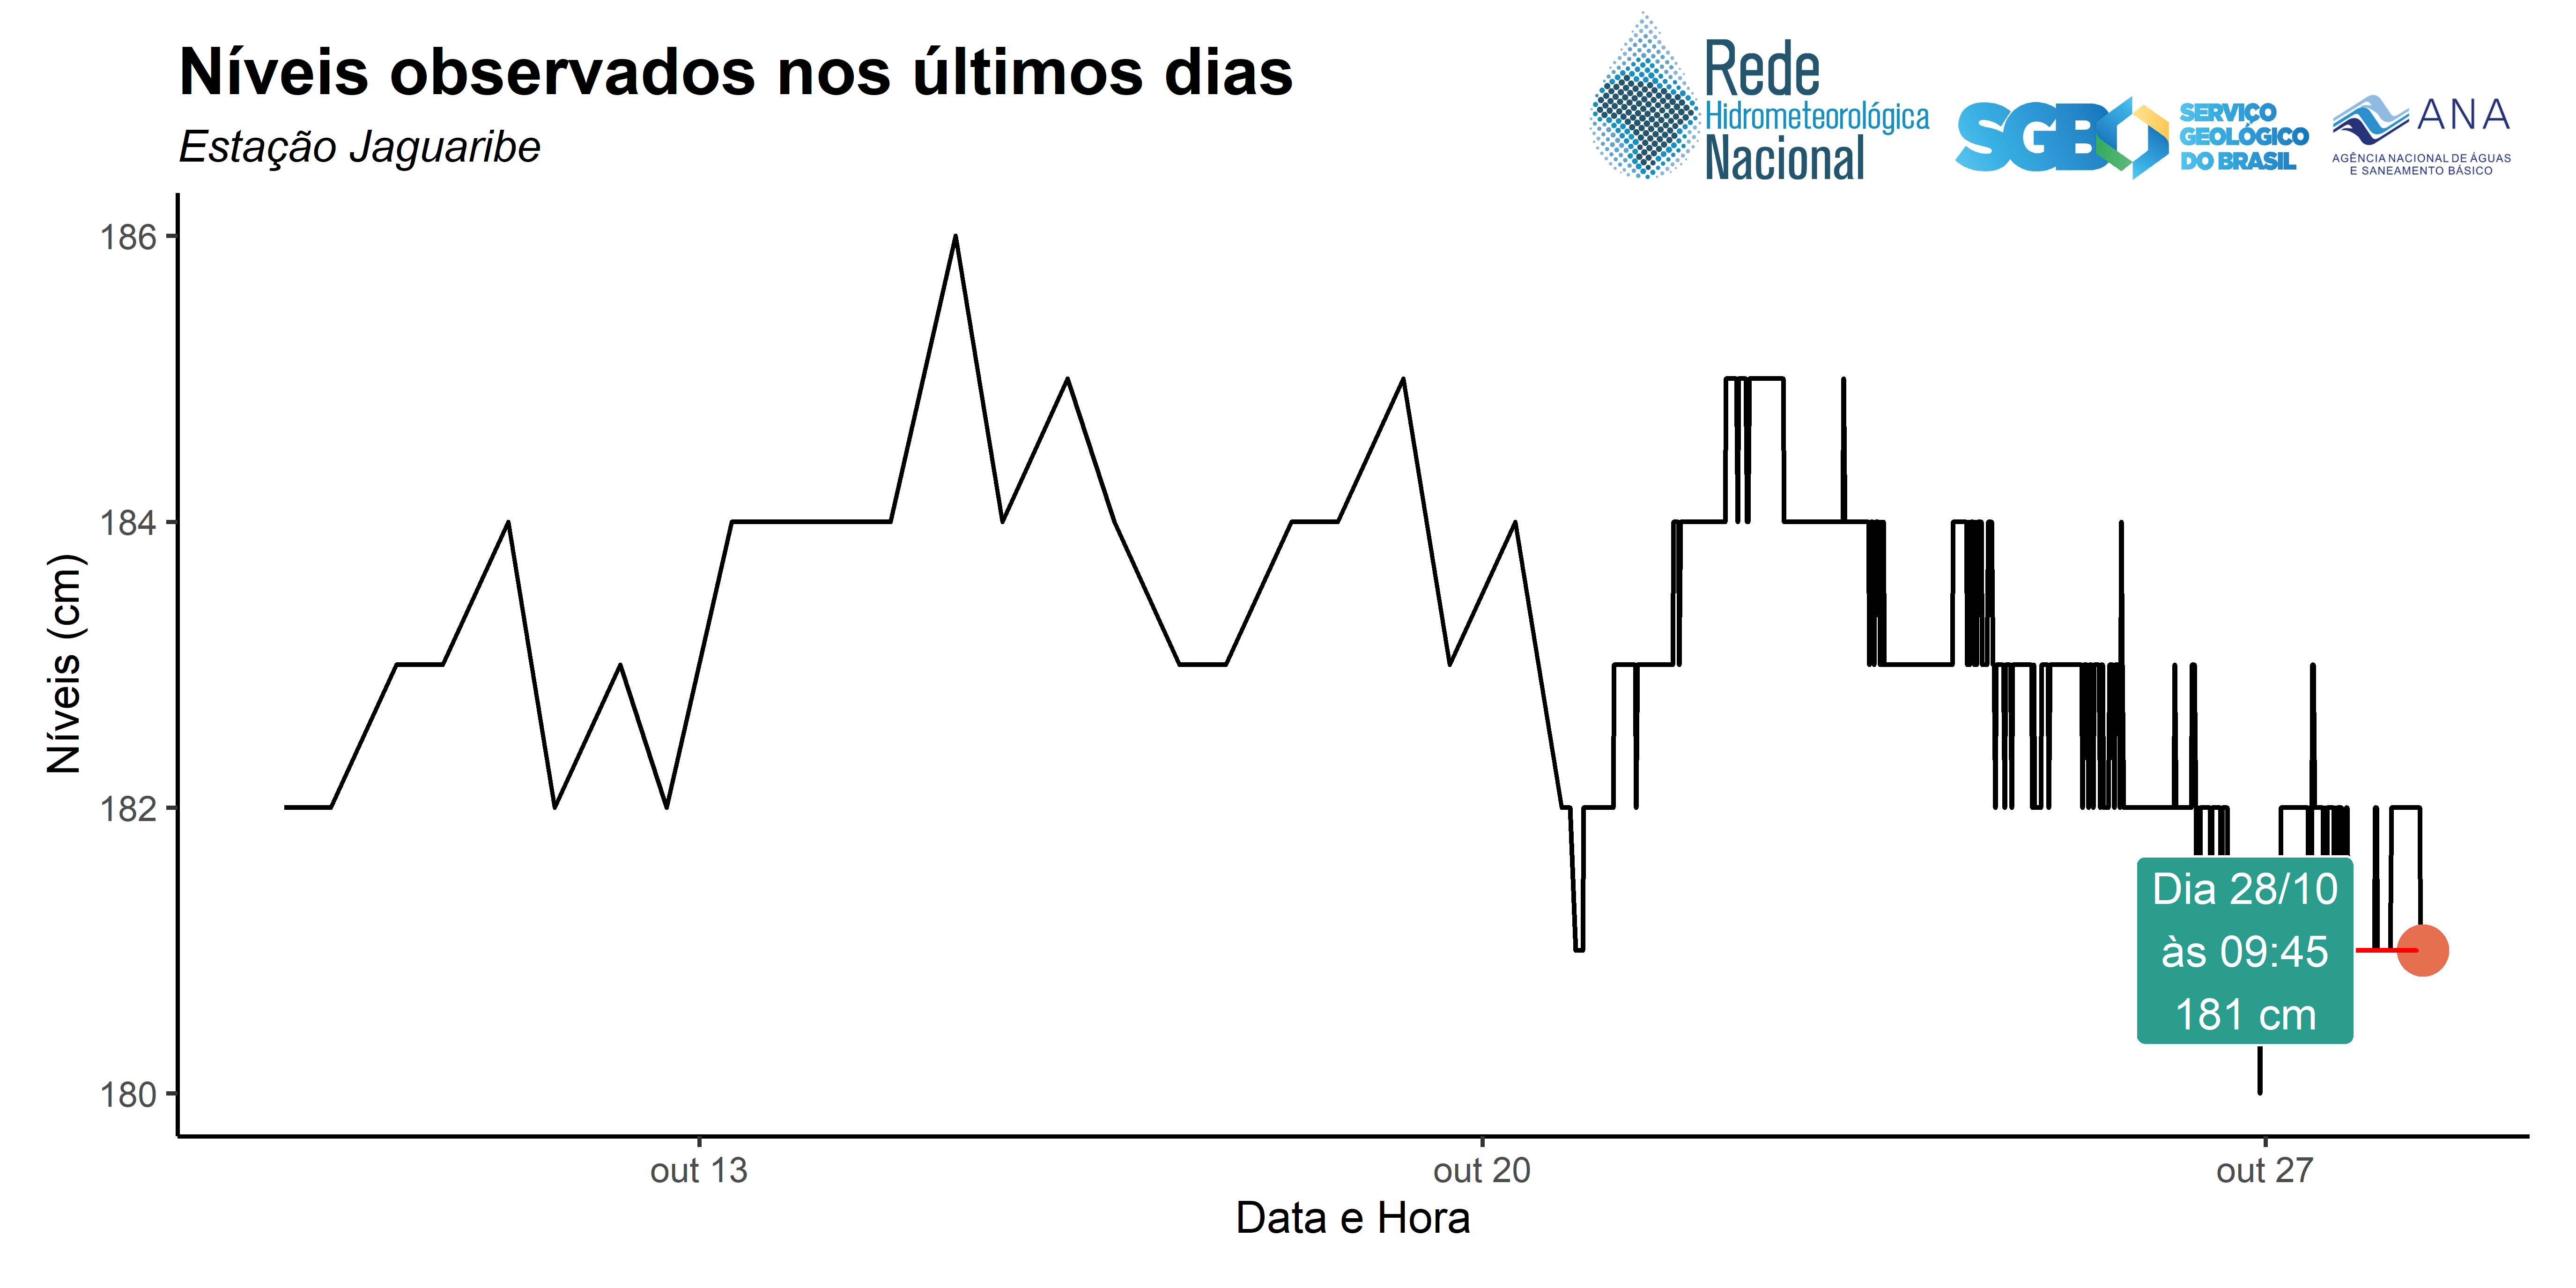 Níveis observados nos últimos dias
Estação Jaguaribe
Rede
Hidrometeorológica
Nacional
SGB
SERVIÇO
GEOLÓGICO
DO BRASIL
ANA
AGÊNCIA NACIONAL DE ÁGUAS
E SANEAMENTO BÁSICO
186
184
182
180
Níveis (cm)
Dia 28/10
às 09:45
181 cm
out 13
out 20
out 27
Data e Hora